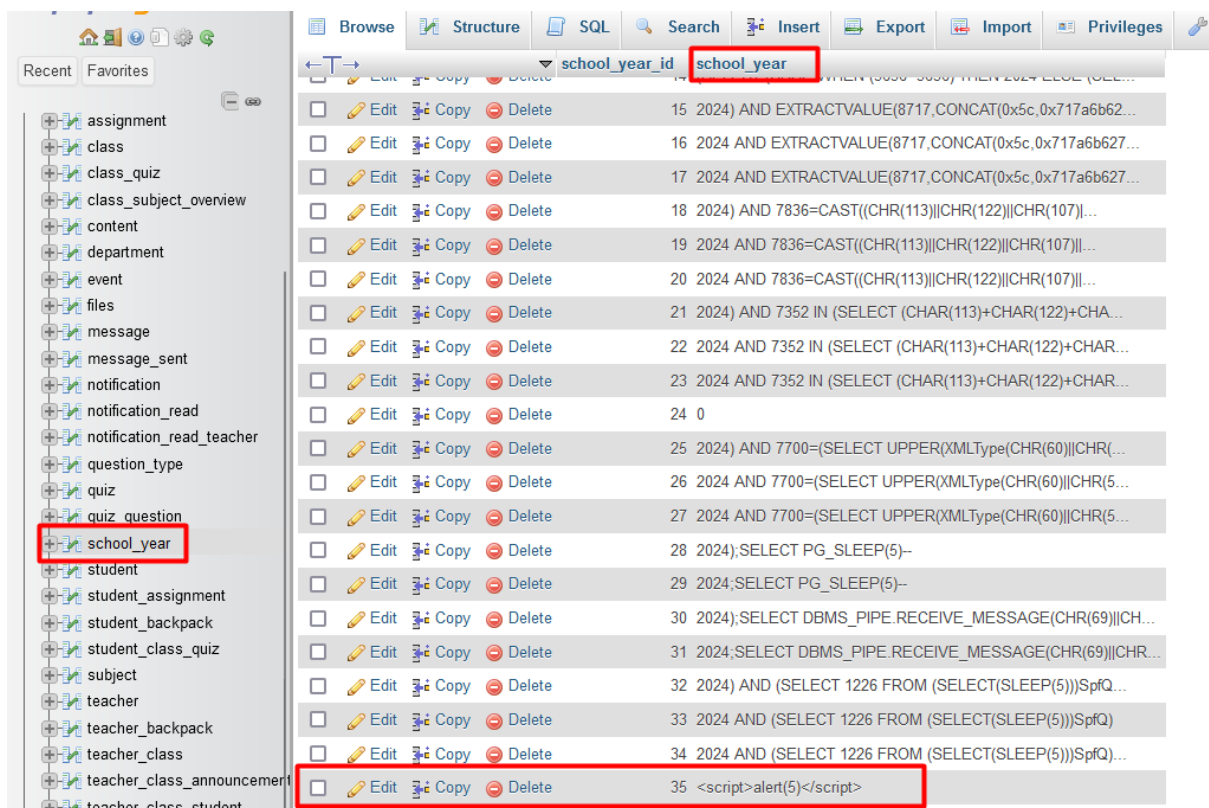 Browse Structure SQL Search Insert Export Import Privileges
Recent Favorites
assignment
class
class_quiz
class_subject_overview
content
department
event
files
message
message_sent
notification
notification_read
notification_read_teacher
question_type
quiz
quiz_question
school_year
student
student_assignment
student_backpack
student_class_quiz
subject
teacher
teacher_backpack
teacher_class
teacher_class_announcement
teacher_class_student
←T→ school_year_id school_year
Edit Copy Delete 15 2024) AND EXTRACTVALUE(8717,CONCAT(0x5c,0x717a6b62...
Edit Copy Delete 16 2024 AND EXTRACTVALUE(8717,CONCAT(0x5c,0x717a6b627...
Edit Copy Delete 17 2024 AND EXTRACTVALUE(8717,CONCAT(0x5c,0x717a6b627...
Edit Copy Delete 18 2024) AND 7836=CAST((CHR(113)||CHR(122)||CHR(107)|...
Edit Copy Delete 19 2024 AND 7836=CAST((CHR(113)||CHR(122)||CHR(107)||...
Edit Copy Delete 20 2024 AND 7836=CAST((CHR(113)||CHR(122)||CHR(107)||...
Edit Copy Delete 21 2024) AND 7352 IN (SELECT (CHAR(113)+CHAR(122)+CHA...
Edit Copy Delete 22 2024 AND 7352 IN (SELECT (CHAR(113)+CHAR(122)+CHAR...
Edit Copy Delete 23 2024 AND 7352 IN (SELECT (CHAR(113)+CHAR(122)+CHAR...
Edit Copy Delete 24 0
Edit Copy Delete 25 2024) AND 7700=(SELECT UPPER(XMLType(CHR(60)||CHR(...
Edit Copy Delete 26 2024 AND 7700=(SELECT UPPER(XMLType(CHR(60)||CHR(5...
Edit Copy Delete 27 2024 AND 7700=(SELECT UPPER(XMLType(CHR(60)||CHR(5...
Edit Copy Delete 28 2024);SELECT PG_SLEEP(5)--
Edit Copy Delete 29 2024;SELECT PG_SLEEP(5)--
Edit Copy Delete 30 2024);SELECT DBMS_PIPE.RECEIVE_MESSAGE(CHR(69)||CH...
Edit Copy Delete 31 2024;SELECT DBMS_PIPE.RECEIVE_MESSAGE(CHR(69)||CHR...
Edit Copy Delete 32 2024) AND (SELECT 1226 FROM (SELECT(SLEEP(5)))SpfQ...
Edit Copy Delete 33 2024 AND (SELECT 1226 FROM (SELECT(SLEEP(5)))SpfQ)
Edit Copy Delete 34 2024 AND (SELECT 1226 FROM (SELECT(SLEEP(5)))SpfQ)...
Edit Copy Delete 35 <script>alert(5)</script>